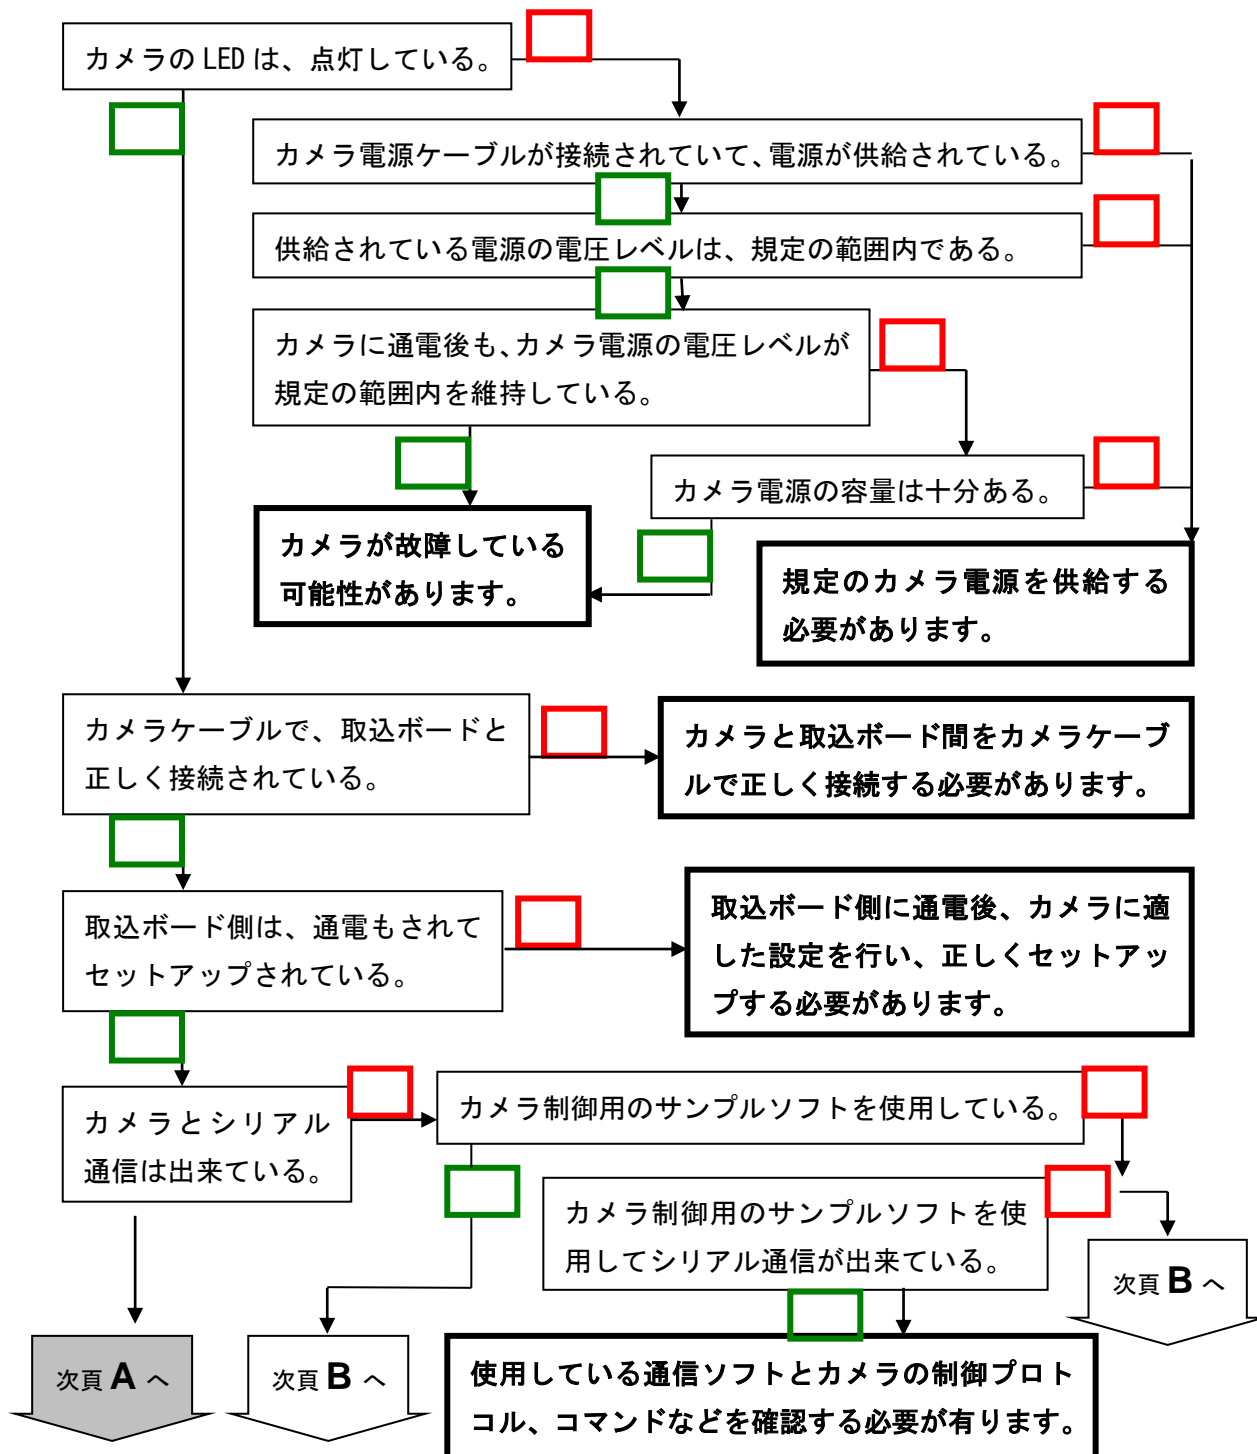 カメラの LED は、点灯している。
カメラ電源ケーブルが接続されていて、電源が供給されている。
供給されている電源の電圧レベルは、規定の範囲内である。
カメラに通電後も、カメラ電源の電圧レベルが
規定の範囲内を維持している。
カメラ電源の容量は十分ある。
カメラが故障している
可能性があります。
規定のカメラ電源を供給する
必要があります。
カメラケーブルで、取込ボードと
正しく接続されている。
カメラと取込ボード間をカメラケーブ
ルで正しく接続する必要があります。
取込ボード側は、通電もされて
セットアップされている。
取込ボード側に通電後、カメラに適
した設定を行い、正しくセットアッ
プする必要があります。
カメラとシリアル
通信は出来ている。
カメラ制御用のサンプルソフトを使用している。
カメラ制御用のサンプルソフトを使
用してシリアル通信が出来ている。
次頁 B へ
次頁 A へ
次頁 B へ
使用している通信ソフトとカメラの制御プロト
コル、コマンドなどを確認する必要が有ります。